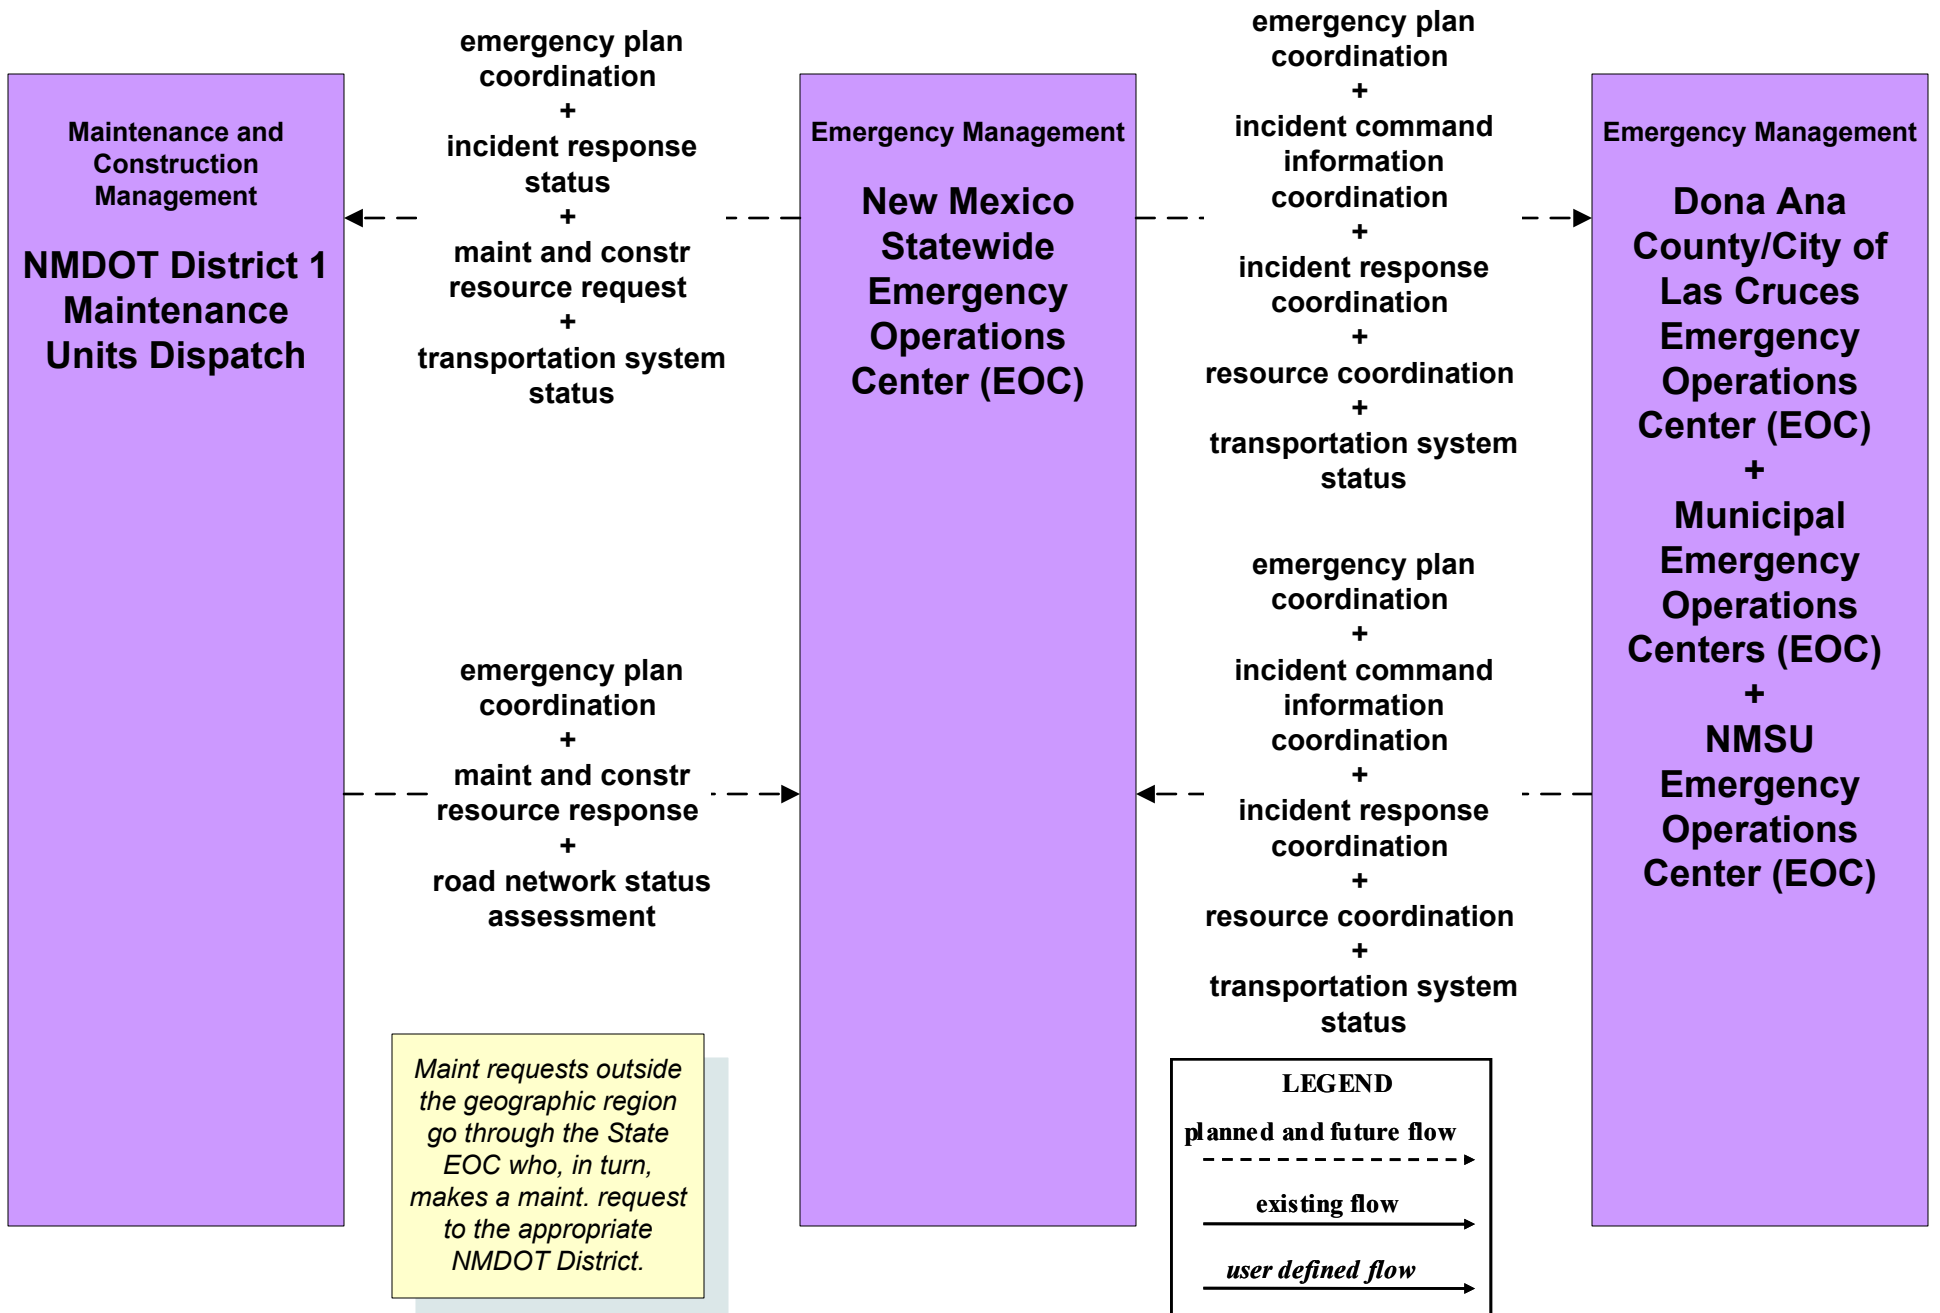 Maintenance and
Construction
Management
NMDOT District 1
Maintenance
Units Dispatch
emergency plan
coordination
+
incident response
status
+
maint and constr
resource request
+
transportation system
status
emergency plan
coordination
+
maint and constr
resource response
+
road network status
assessment
Maint requests outside
the geographic region
go through the State
EOC who, in turn,
makes a maint. request
to the appropriate
NMDOT District.
Emergency Management
New Mexico
Statewide
Emergency
Operations
Center (EOC)
emergency plan
coordination
+
incident command
information
coordination
+
incident response
coordination
+
resource coordination
+
transportation system
status
emergency plan
coordination
+
incident command
information
coordination
+
incident response
coordination
+
resource coordination
+
transportation system
status
LEGEND
planned and future flow
existing flow
user defined flow
Emergency Management
Dona Ana
County/City of
Las Cruces
Emergency
Operations
Center (EOC)
+
Municipal
Emergency
Operations
Centers (EOC)
+
NMSU
Emergency
Operations
Center (EOC)